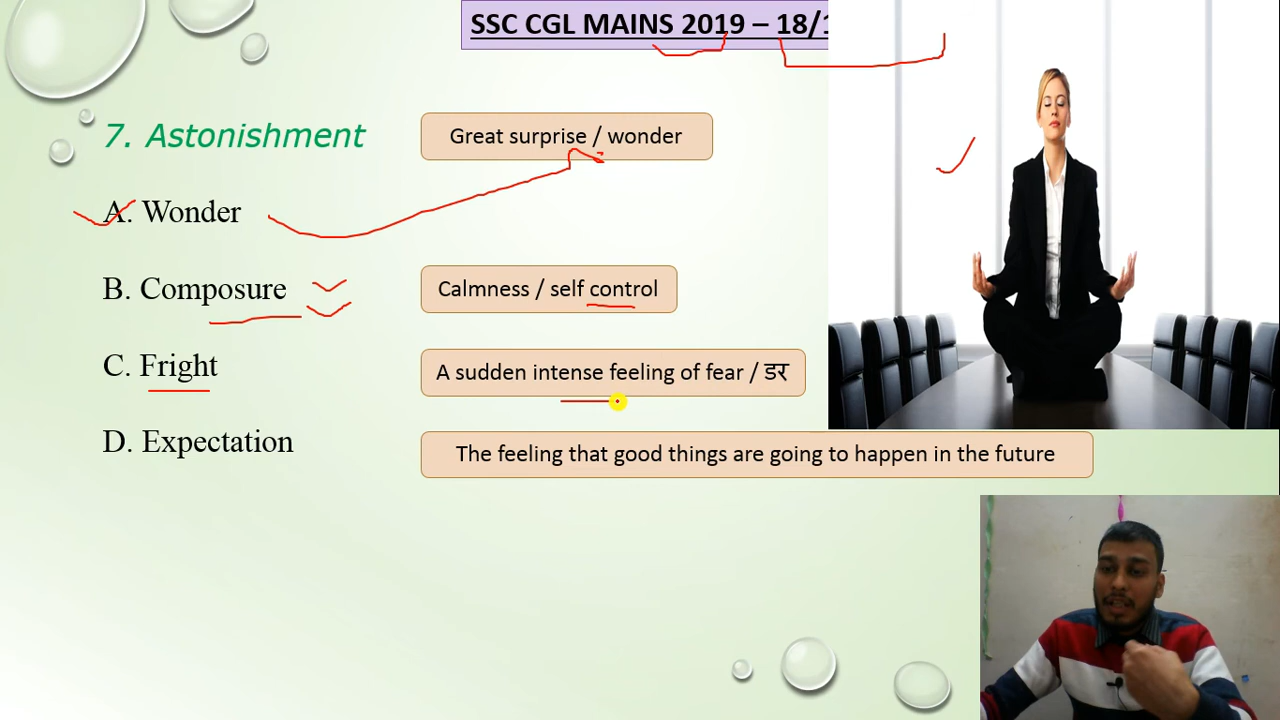 SSC CGL MAINS 2019 – 18/
7. Astonishment
Great surprise / wonder
A. Wonder
B. Composure
Calmness / self control
C. Fright
A sudden intense feeling of fear / डर
D. Expectation
The feeling that good things are going to happen in the future